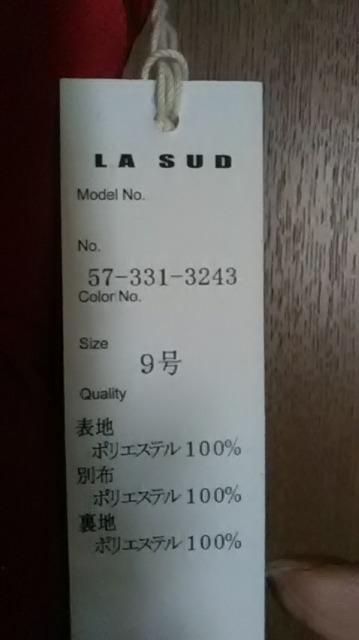 LA SUD
Model No.
No.
57-331-3243
Color No.
Size
9号
Quality
表地
ポリエステル100%
別布
ポリエステル100%
裏地
ポリエステル100%